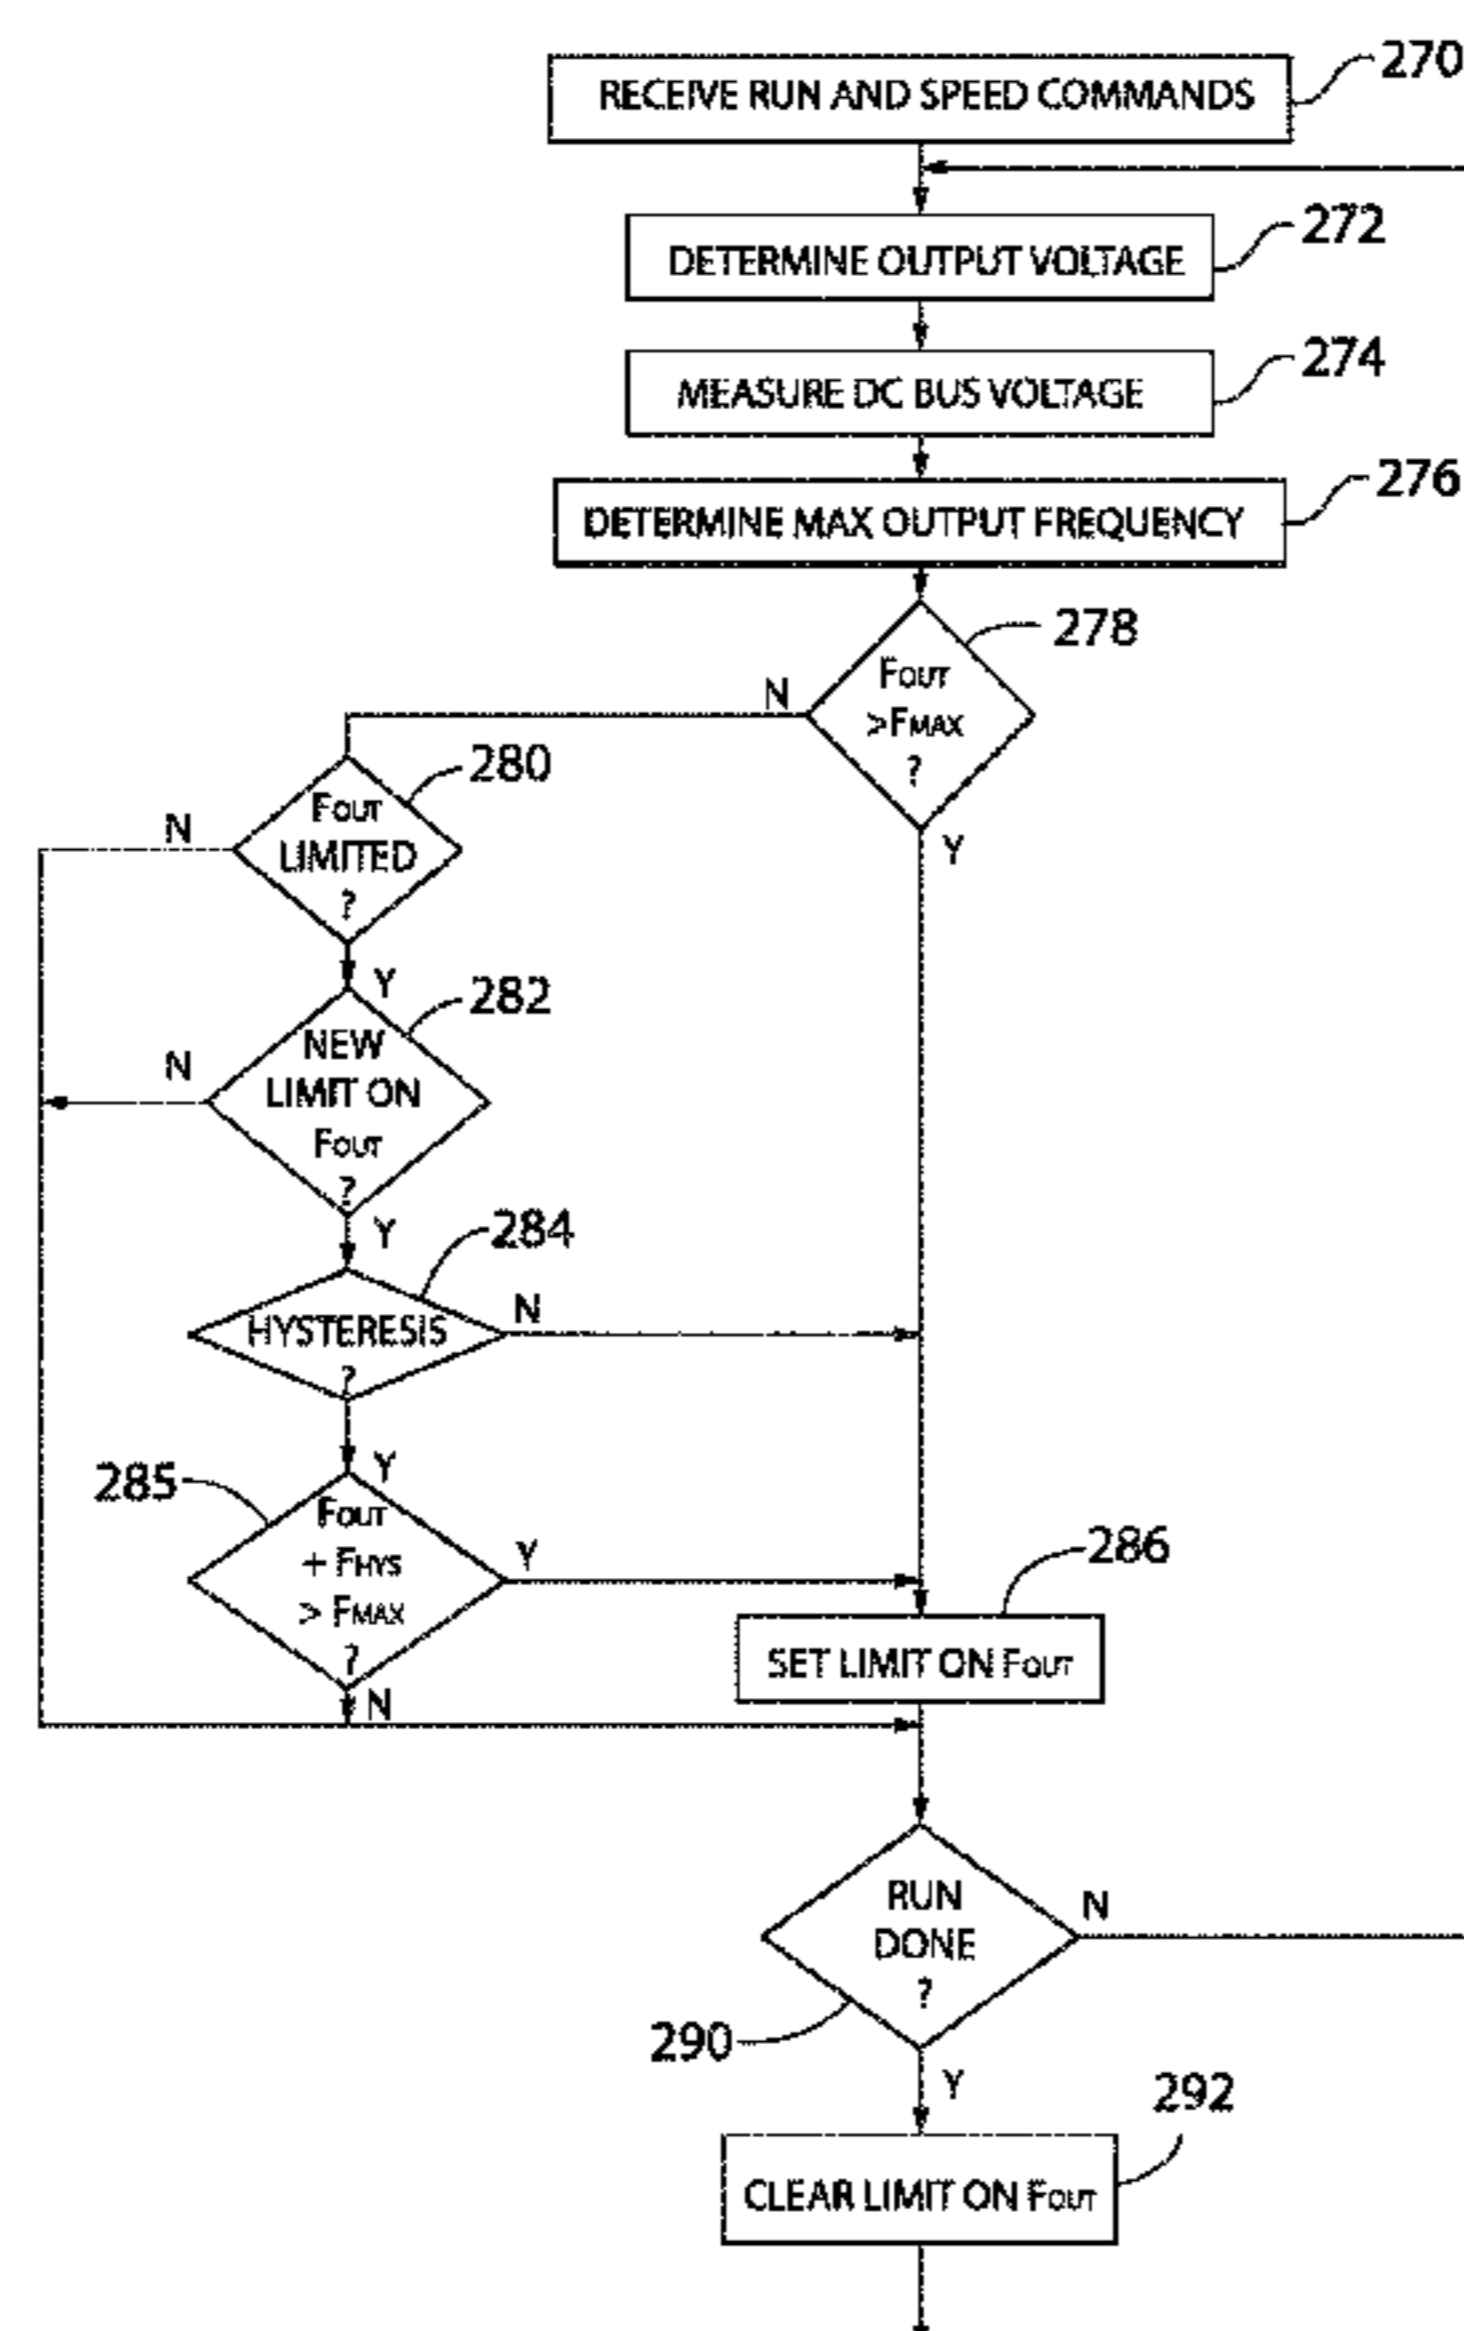 270
RECEIVE RUN AND SPEED COMMANDS
272
DETERMINE OUTPUT VOLTAGE
274
MEASURE DC BUS VOLTAGE
276
DETERMINE MAX OUTPUT FREQUENCY
278
FOUT
>FMAX
?
N
Y
280
FOUT
LIMITED
?
N
Y
282
NEW
LIMIT ON
FOUT
?
N
Y
284
HYSTERESIS
?
N
Y
285
FOUT
+ FHYS
> FMAX
?
Y
N
286
SET LIMIT ON FOUT
RUN
DONE
?
N
290
Y
292
CLEAR LIMIT ON FOUT